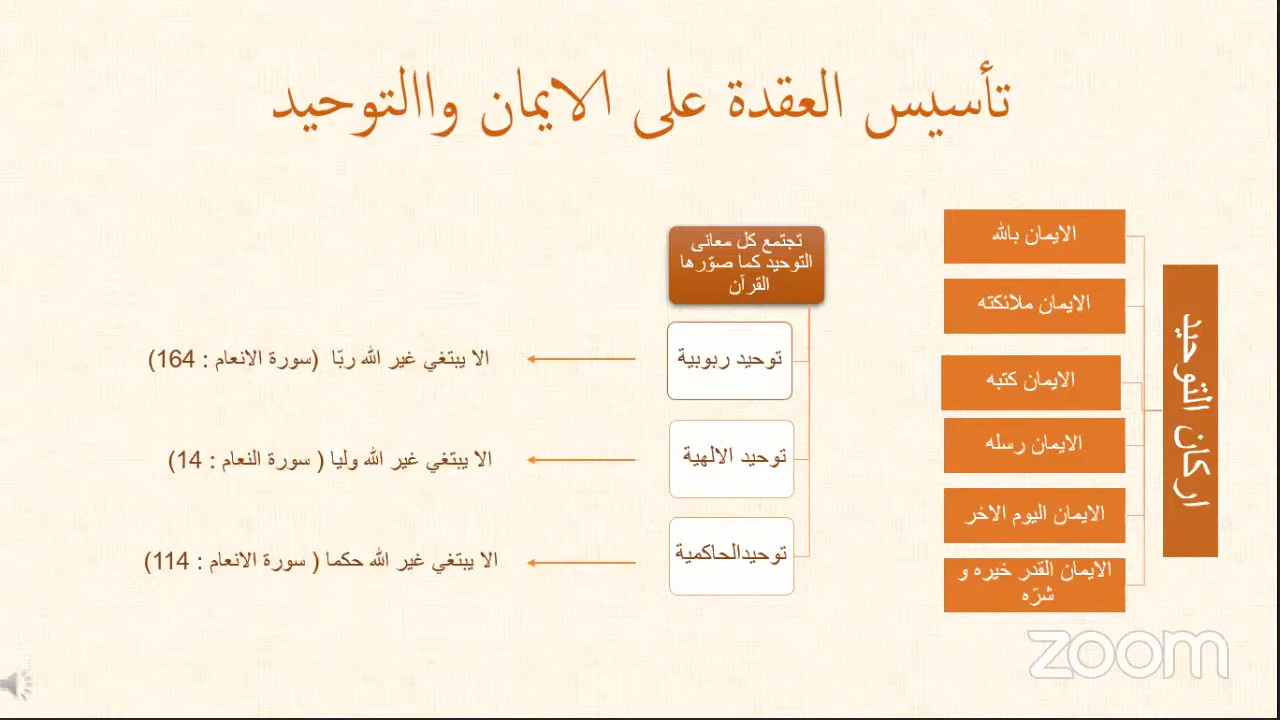 تأسيس العقدة على الايمان واالتوحيد
اركان التوحيد
الايمان بالله
الايمان ملائكته
الايمان كتبه
الايمان رسله
الايمان اليوم الاخر
الايمان القدر خيره و
شرّه
تجتمع كل معانى
التوحيد كما صوّرها
القرآن
توحيد ربوبية
الا يبتغي غير الله ربّا (سورة الانعام : 164)
توحيد الالهية
الا يبتغي غير الله وليا ( سورة النعام : 14)
توحيدالحاكمية
الا يبتغي غير الله حكما ( سورة الانعام : 114)
zoom